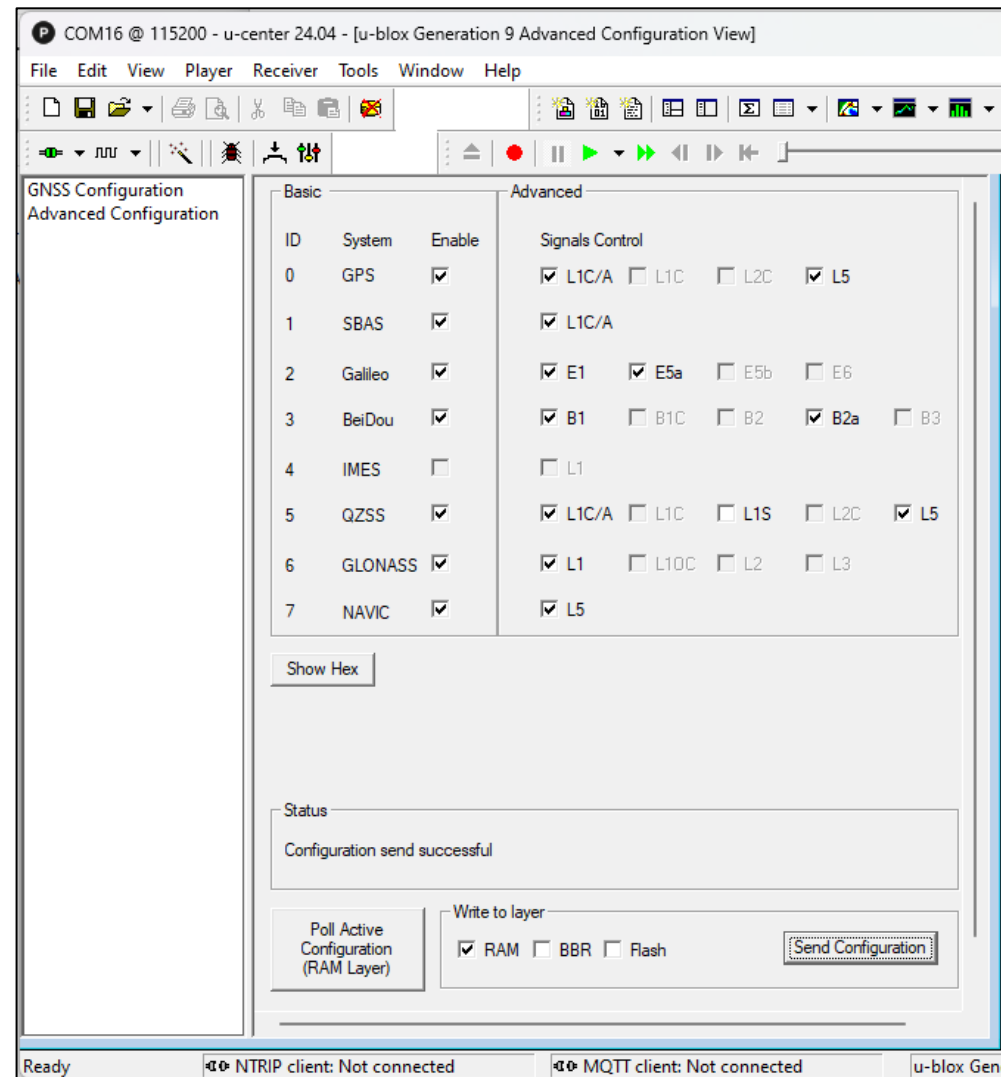 COM16 @ 115200 - u-center 24.04 - [u-blox Generation 9 Advanced Configuration View]
File Edit View Player Receiver Tools Window Help
GNSS Configuration
Advanced Configuration
Basic Advanced
ID System Enable Signals Control
0 GPS L1C/A L1C L2C L5
1 SBAS L1C/A
2 Galileo E1 E5a E5b E6
3 BeiDou B1 B1C B2 B2a B3
4 IMES L1
5 QZSS L1C/A L1C L1S L2C L5
6 GLONASS L1 L1OC L2 L3
7 NAVIC L5
Show Hex
Status
Configuration send successful
Poll Active
Configuration
(RAM Layer)
Write to layer
RAM BBR Flash Send Configuration
Ready NTRIP client: Not connected MQTT client: Not connected u-blox Gen